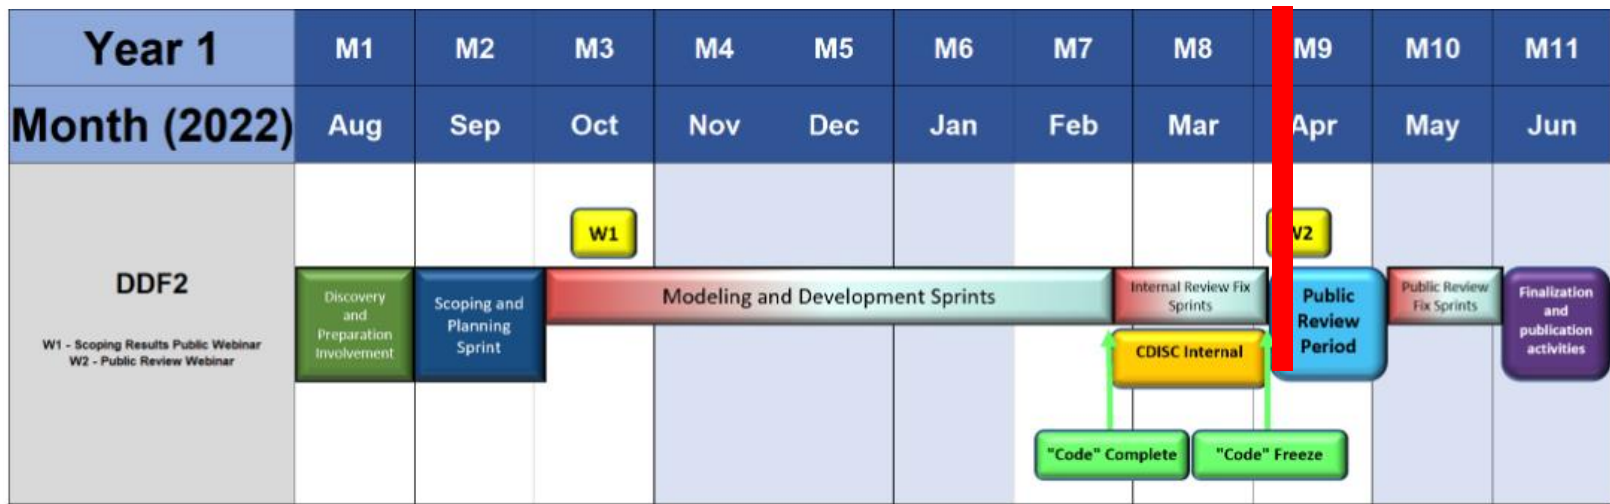 Year 1 M1 M2 M3 M4 M5 M6 M7 M8 M9 M10 M11
Month (2022) Aug Sep Oct Nov Dec Jan Feb Mar Apr May Jun
W1
W2
DDF2
W1 - Scoping Results Public Webinar
W2 - Public Review Webinar
Discovery
and
Preparation
Involvement
Scoping and
Planning
Sprint
Modeling and Development Sprints
Internal Review Fix
Sprints
CDISC Internal
Public
Review
Period
Public Review
Fix Sprints
Finalization
and
publication
activities
"Code" Complete
"Code" Freeze